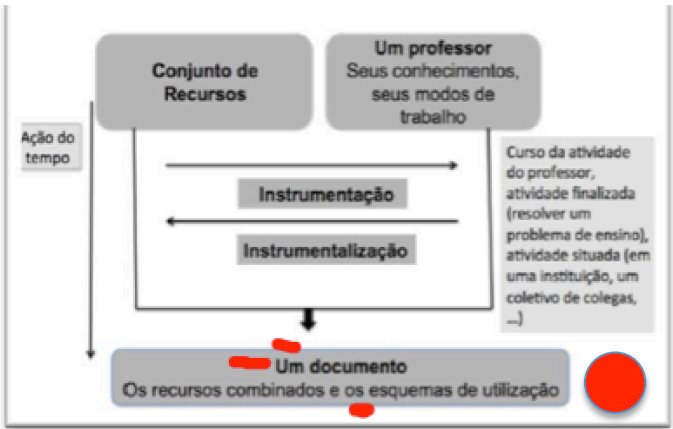 Conjunto de
Recursos
Um professor
Seus conhecimentos,
seus modos de
trabalho
Ação do
tempo
Instrumentação
Instrumentalização
Curso da atividade
do professor,
atividade finalizada
(resolver um
problema de ensino),
atividade situada (em
uma instituição, um
coletivo de colegas,
...)
Um documento
Os recursos combinados e os esquemas de utilização